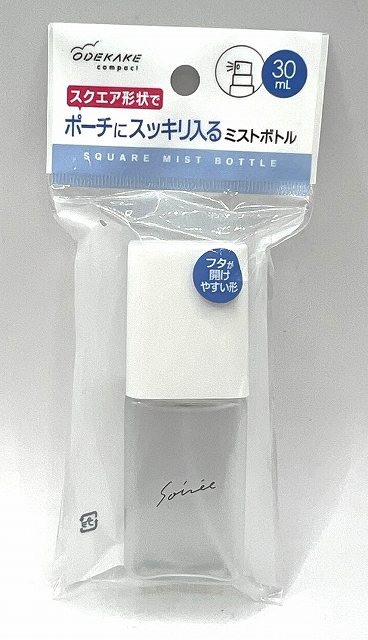 ODEKAKE
compact
30
mL
スクエア形状で
ポーチにスッキリ入る ミストボトル
SQUARE MIST BOTTLE
フタが
開け
やすい形
Soirée
PE